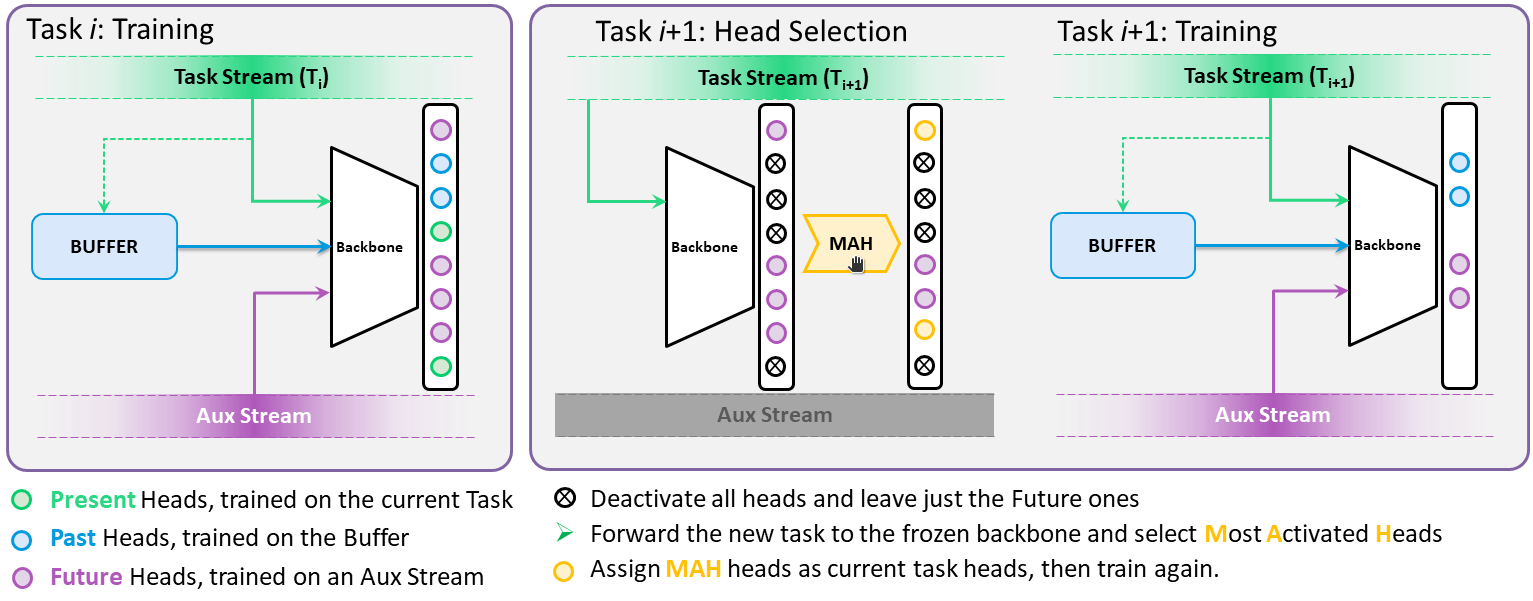 Task i: Training
Task Stream (Ti)
BUFFER
Backbone
Aux Stream
Task i+1: Head Selection
Task Stream (Ti+1)
Backbone
MAH
Aux Stream
Task i+1: Training
Task Stream (Ti+1)
BUFFER
Backbone
Aux Stream
Present Heads, trained on the current Task
Past Heads, trained on the Buffer
Future Heads, trained on an Aux Stream
Deactivate all heads and leave just the Future ones
Forward the new task to the frozen backbone and select Most Activated Heads
Assign MAH heads as current task heads, then train again.